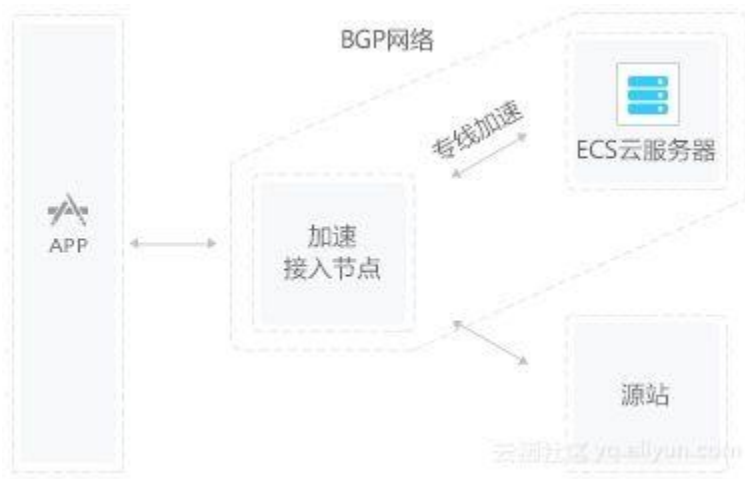 BGP网络
专线加速
ECS云服务器
APP
加速
接入节点
源站
云栖社区 yq.aliyun.com